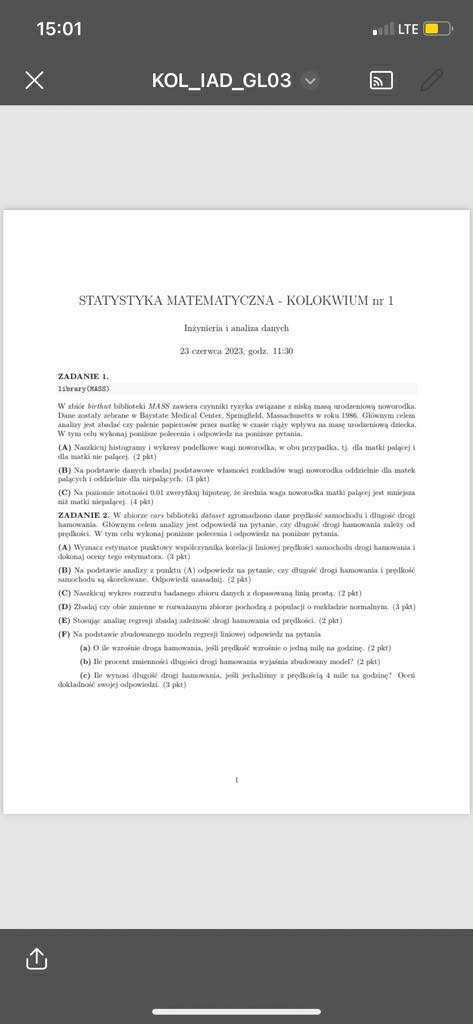 15:01
LTE
KOL_IAD_GL03
STATYSTYKA MATEMATYCZNA - KOLOKWIUM nr 1
Inżynieria i analiza danych
23 czerwca 2023, godz. 11:30
ZADANIE 1.
library(MASS)
W zbiór birthwt biblioteki MASS zawiera czynniki ryzyka związane z niską masą urodzeniową noworodka.
Dane zostały zebrane w Baystate Medical Center, Springfield, Massachusetts w roku 1986. Głównym celem
analizy jest zbadać czy palenie papierosów przez matkę w czasie ciąży wpływa na masę urodzeniową dziecka.
W tym celu wykonaj poniższe polecenia i odpowiedz na poniższe pytania.
(A) Naszkicuj histogramy i wykresy pudełkowe wagi noworodka, w obu przypadka, tj. dla matki palącej i
dla matki nie palącej. (2 pkt)
(B) Na podstawie danych zbadaj podstawowe własności rozkładów wagi noworodka oddzielnie dla matek
palących i oddzielnie dla niepalących. (3 pkt)
(C) Na poziomie istotności 0.01 zweryfikuj hipotezę, że średnia waga noworodka matki palącej jest mniejsza
niż matki niepalącej. (4 pkt)
ZADANIE 2. W zbiorze cars biblioteki dataset zgromadzono dane prędkość samochodu i długość drogi
hamowania. Głównym celem analizy jest odpowiedź na pytanie, czy długość drogi hamowania zależy od
prędkości. W tym celu wykonaj poniższe polecenia i odpowiedz na poniższe pytania.
(A) Wyznacz estymator punktowy współczynnika korelacji liniowej prędkości samochodu i drogi hamowania i
dokonaj oceny tego estymatora. (3 pkt)
(B) Na podstawie analizy z punktu (A) odpowiedz na pytanie, czy długość drogi hamowania i prędkość
samochodu są skorelowane. Odpowiedź uzasadnij. (2 pkt)
(C) Naszkicuj wykres rozrzutu badanego zbioru danych z dopasowaną linią prostą. (2 pkt)
(D) Zbadaj czy obie zmienne w rozważanym zbiorze pochodzą z populacji o rozkładzie normalnym. (3 pkt)
(E) Stosując analizę regresji zbadaj zależność drogi hamowania od prędkości. (2 pkt)
(F) Na podstawie zbudowanego modelu regresji liniowej odpowiedz na pytania
(a) O ile wzrośnie droga hamowania, jeśli prędkość wzrośnie o jedną milę na godzinę. (2 pkt)
(b) Ile procent zmienności długości drogi hamowania wyjaśnia zbudowany model? (2 pkt)
(c) Ile wynosi długość drogi hamowania, jeśli jechaliśmy z prędkością 4 mile na godzinę? Oceń
dokładność swojej odpowiedzi. (3 pkt)
1